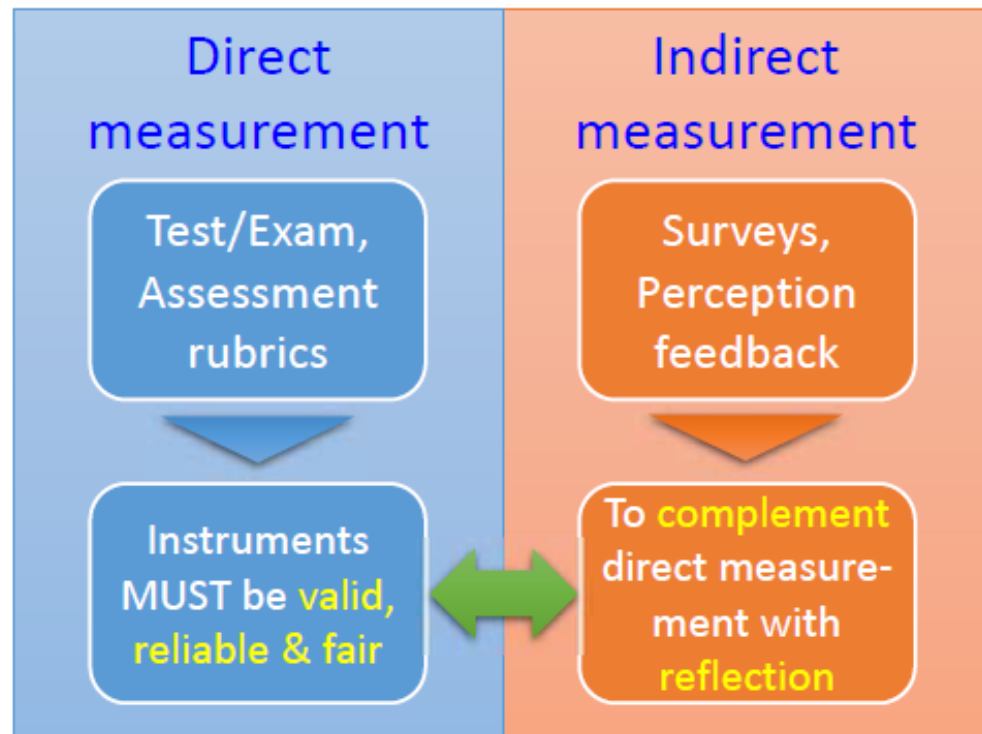 Direct
measurement
Test/Exam,
Assessment
rubrics
Instruments
MUST be valid,
reliable & fair
Indirect
measurement
Surveys,
Perception
feedback
To complement
direct measure-
ment with
reflection